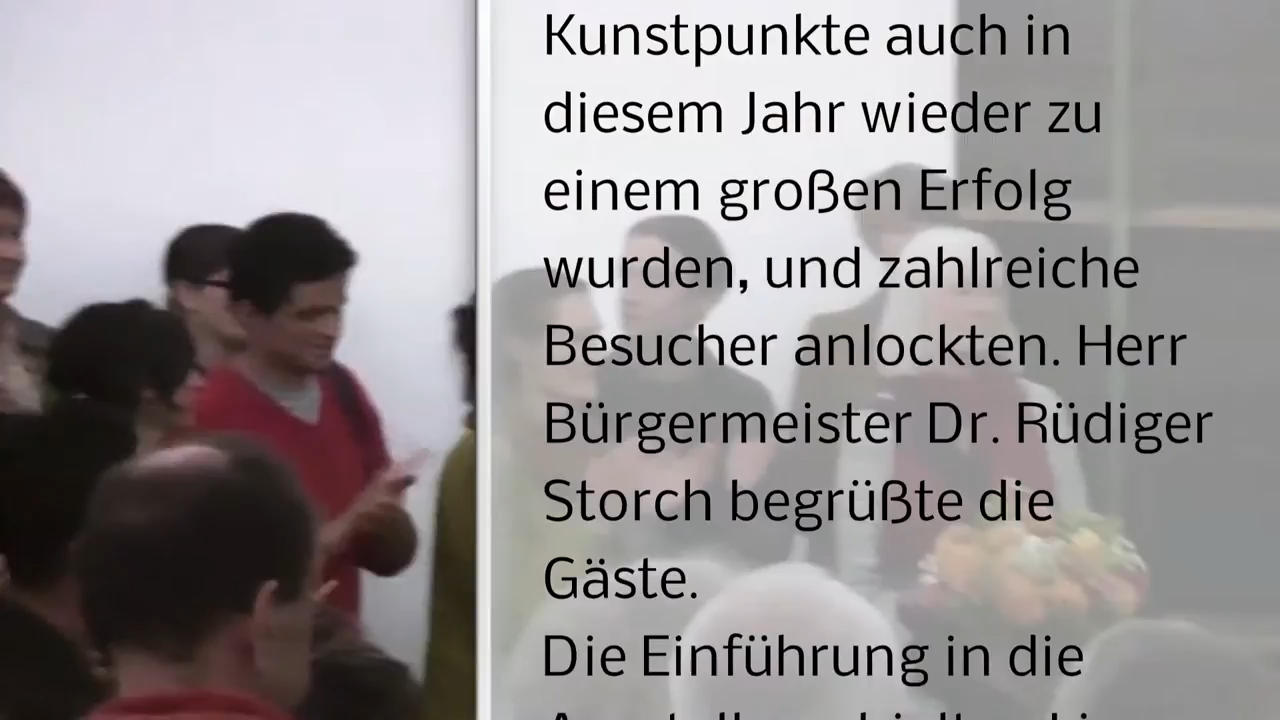 Kunstpunkte auch in
diesem Jahr wieder zu
einem großen Erfolg
wurden, und zahlreiche
Besucher anlockten. Herr
Bürgermeister Dr. Rüdiger
Storch begrüßte die
Gäste.
Die Einführung in die